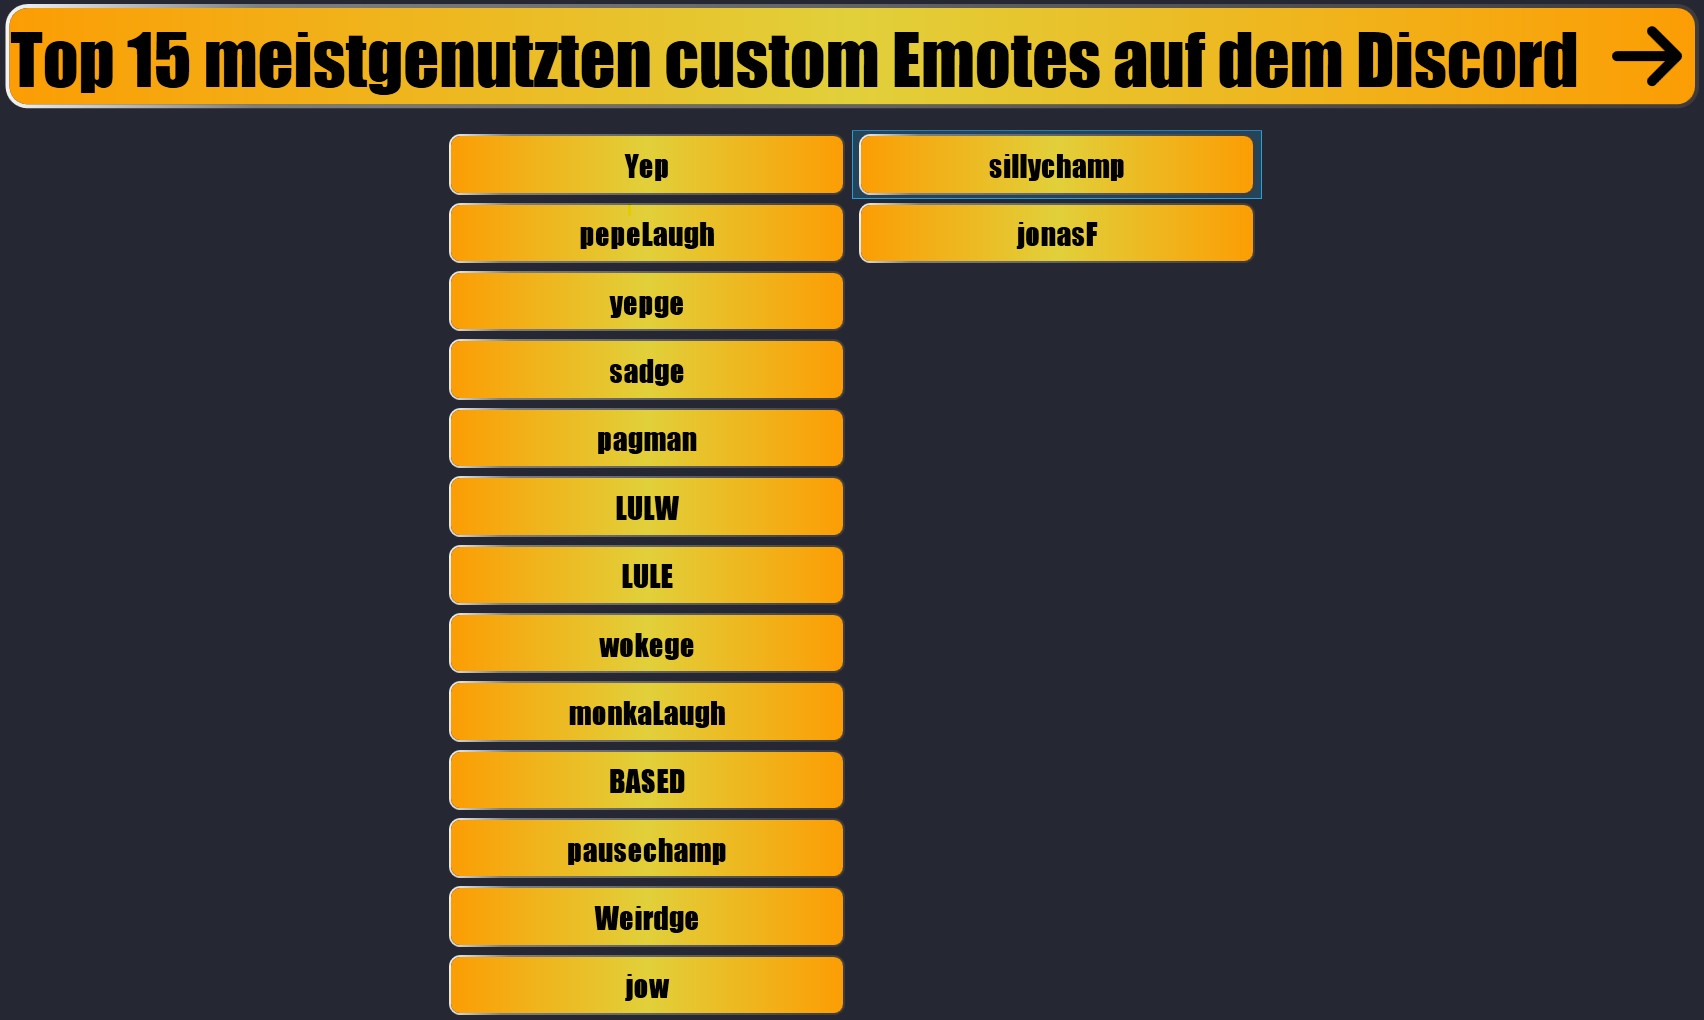 Top 15 meistgenutzten custom Emotes auf dem Discord
Yep
pepeLaugh
yepge
sadge
pagman
LULW
LULE
wokege
monkaLaugh
BASED
pausechamp
Weirdge
jow
sillychamp
jonasF